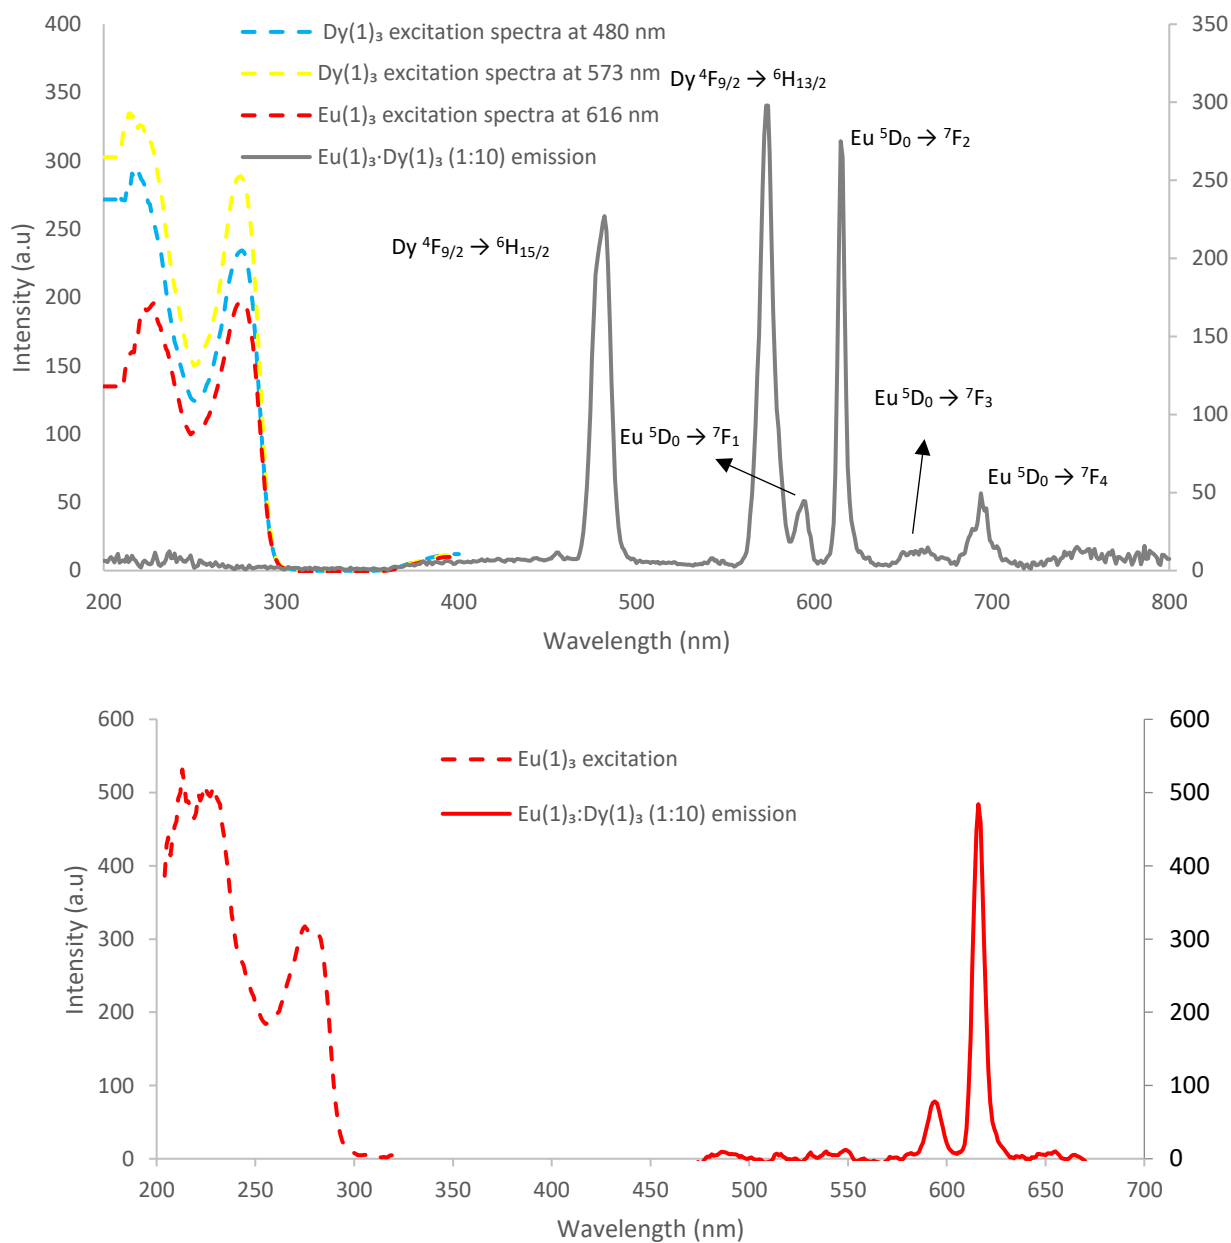 Dy(1)₃ excitation spectra at 480 nm
Dy(1)₃ excitation spectra at 573 nm
Eu(1)₃ excitation spectra at 616 nm
Eu(1)₃·Dy(1)₃ (1:10) emission
Dy ⁴F9/2 → ⁶H13/2
Eu ⁵D₀ → ⁷F₂
Dy ⁴F9/2 → ⁶H15/2
Eu ⁵D₀ → ⁷F₁
Eu ⁵D₀ → ⁷F₃
Eu ⁵D₀ → ⁷F₄
Intensity (a.u)
400
350
300
250
200
150
100
50
0
350
300
250
200
150
100
50
0
200 300 400 500 600 700 800
Wavelength (nm)
Eu(1)₃ excitation
Eu(1)₃:Dy(1)₃ (1:10) emission
Intensity (a.u)
600
500
400
300
200
100
0
600
500
400
300
200
100
0
200 250 300 350 400 450 500 550 600 650 700
Wavelength (nm)